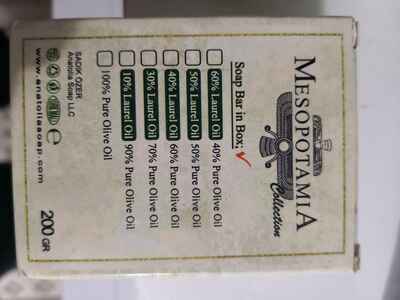 MESOPOTAMIA
Collection
Soap Bar in Box;
60% Laurel Oil 40% Pure Olive Oil
50% Laurel Oil 50% Pure Olive Oil
40% Laurel Oil 60% Pure Olive Oil
30% Laurel Oil 70% Pure Olive Oil
10% Laurel Oil 90% Pure Olive Oil
100% Pure Olive Oil
SADIK OZER
Anatolia Soap LLC
www.anatoliasoap.com
200 GR